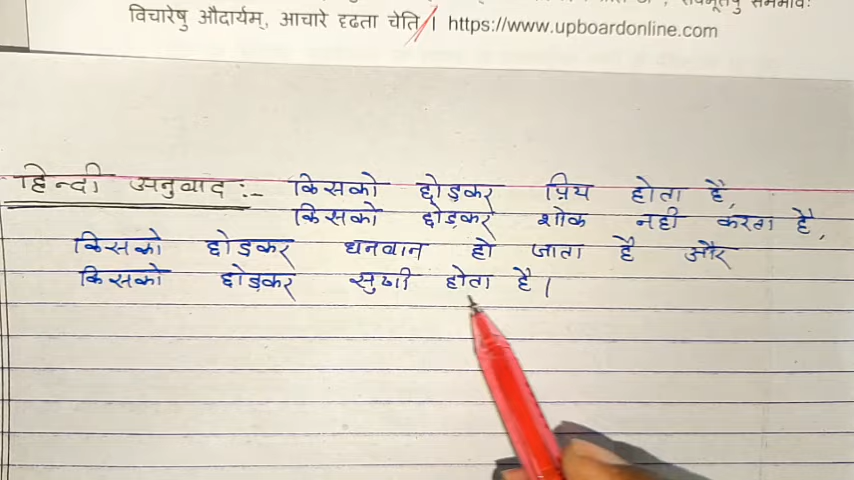 विचारेषु औदार्यम्, आचारे दृढता चेति। https://www.upboardonline.com
हिन्दी अनुवाद:- किसको छोड़कर प्रिय होता है,
किसको छोड़कर शोक नही करता है,
किसको छोडकर धनवान हो जाता है और
किसको छोड़कर सुखी होता है।